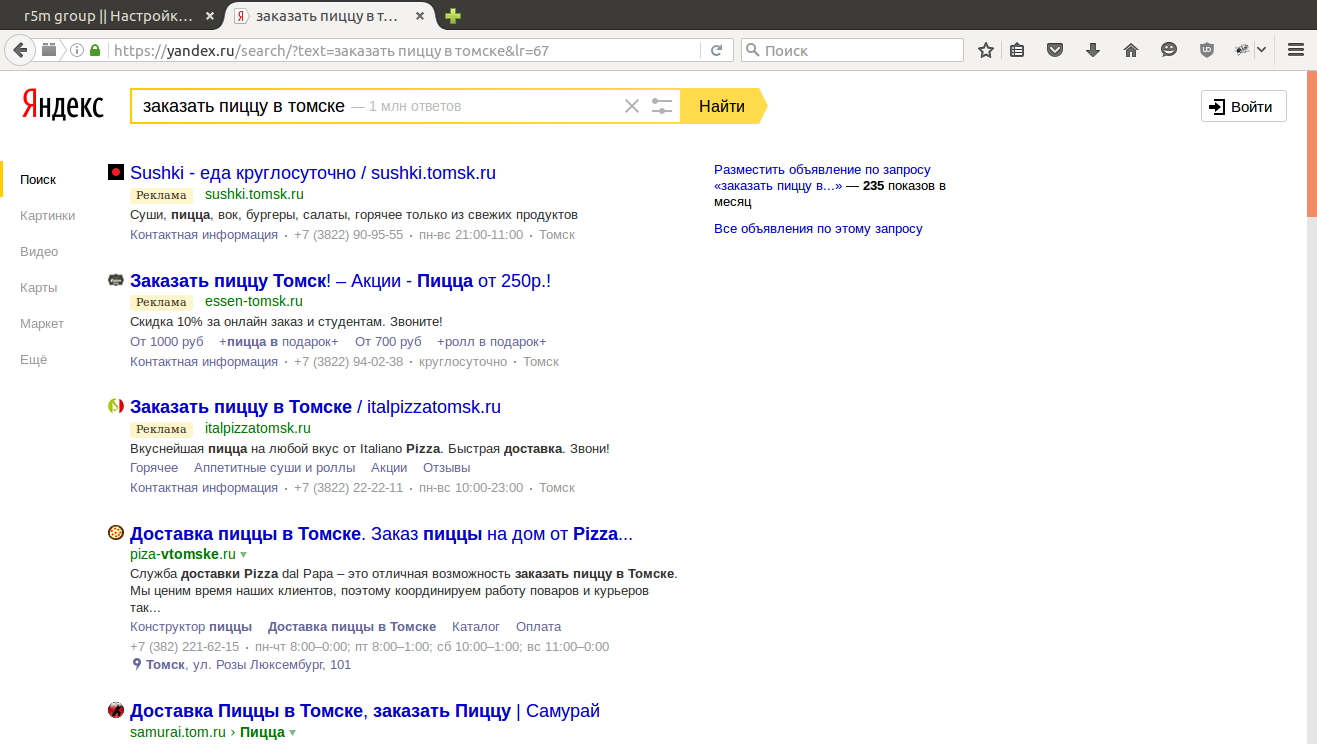 r5m group || Настройк...
заказать пиццу в т...
https://yandex.ru/search/?text=заказать пиццу в томске&lr=67
Поиск
Яндекс
заказать пиццу в томске — 1 млн ответов
Найти
Войти
Поиск
Картинки
Видео
Карты
Маркет
Ещё
Sushki - еда круглосуточно / sushki.tomsk.ru
Реклама sushki.tomsk.ru
Суши, пицца, вок, бургеры, салаты, горячее только из свежих продуктов
Контактная информация · +7 (3822) 90-95-55 · пн-вс 21:00-11:00 · Томск
Заказать пиццу Томск! – Акции - Пицца от 250р.!
Реклама essen-tomsk.ru
Скидка 10% за онлайн заказ и студентам. Звоните!
От 1000 руб +пицца в подарок+ От 700 руб +ролл в подарок+
Контактная информация · +7 (3822) 94-02-38 · круглосуточно · Томск
Заказать пиццу в Томске / italpizzatomsk.ru
Реклама italpizzatomsk.ru
Вкуснейшая пицца на любой вкус от Italiano Pizza. Быстрая доставка. Звони!
Горячее Аппетитные суши и роллы Акции Отзывы
Контактная информация · +7 (3822) 22-22-11 · пн-вс 10:00-23:00 · Томск
Доставка пиццы в Томске. Заказ пиццы на дом от Pizza...
piza-vtomske.ru
Служба доставки Pizza dal Papa – это отличная возможность заказать пиццу в Томске.
Мы ценим время наших клиентов, поэтому координируем работу поваров и курьеров
так...
Конструктор пиццы Доставка пиццы в Томске Каталог Оплата
+7 (382) 221-62-15 · пн-чт 8:00–0:00; пт 8:00–1:00; сб 10:00–1:00; вс 11:00–0:00
Томск, ул. Розы Люксембург, 101
Доставка Пиццы в Томске, заказать Пиццу | Самурай
samurai.tom.ru › Пицца
Разместить объявление по запросу
«заказать пиццу в...» — 235 показов в
месяц
Все объявления по этому запросу